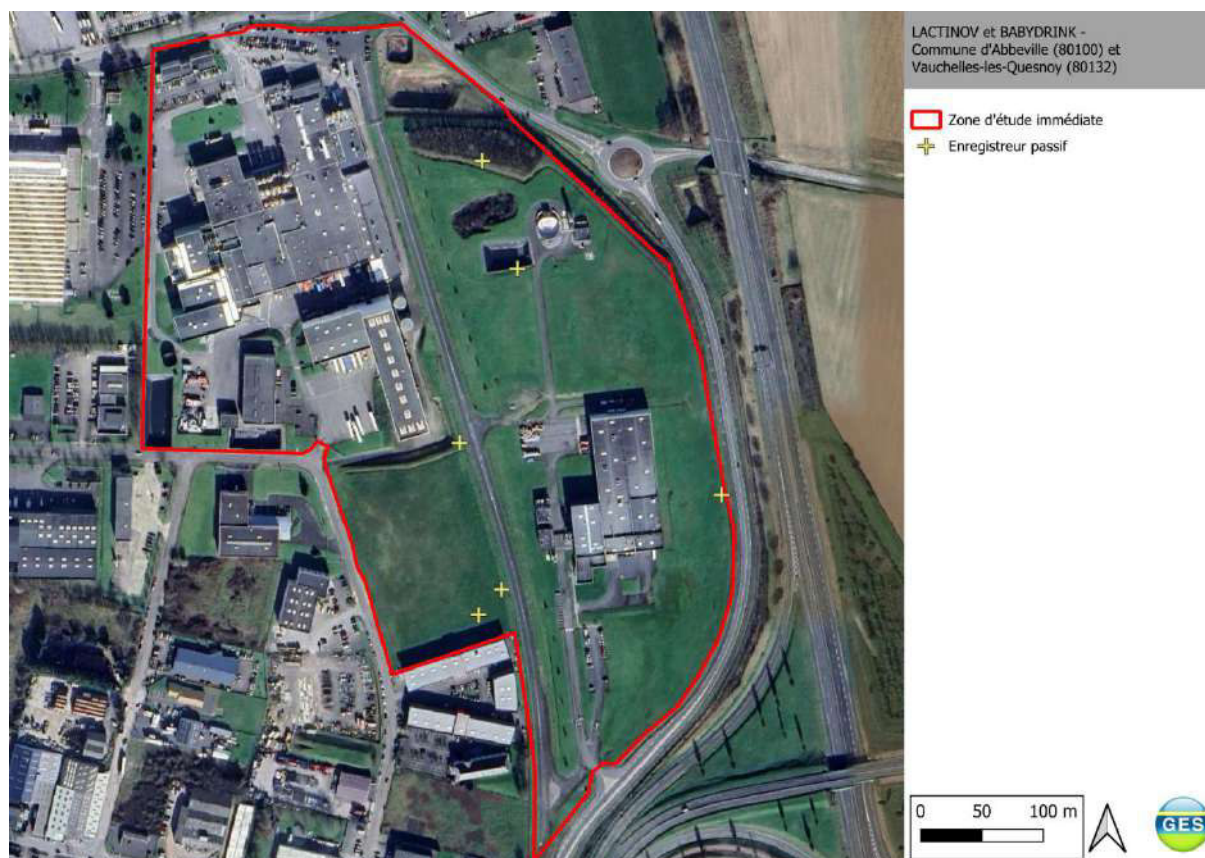 LACTINOV et BABYDRINK -
Commune d'Abbeville (80100) et
Vauchelles-les-Quesnoy (80132)
Zone d'étude immédiate
Enregistreur passif
0 50 100 m
GES